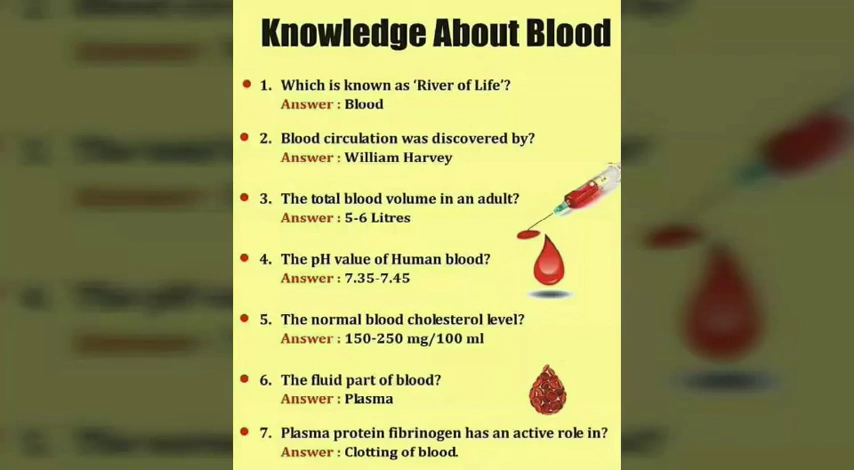 Knowledge About Blood
1. Which is known as ‘River of Life’?
Answer : Blood
2. Blood circulation was discovered by?
Answer : William Harvey
3. The total blood volume in an adult?
Answer : 5-6 Litres
4. The pH value of Human blood?
Answer : 7.35-7.45
5. The normal blood cholesterol level?
Answer : 150-250 mg/100 ml
6. The fluid part of blood?
Answer : Plasma
7. Plasma protein fibrinogen has an active role in?
Answer : Clotting of blood.